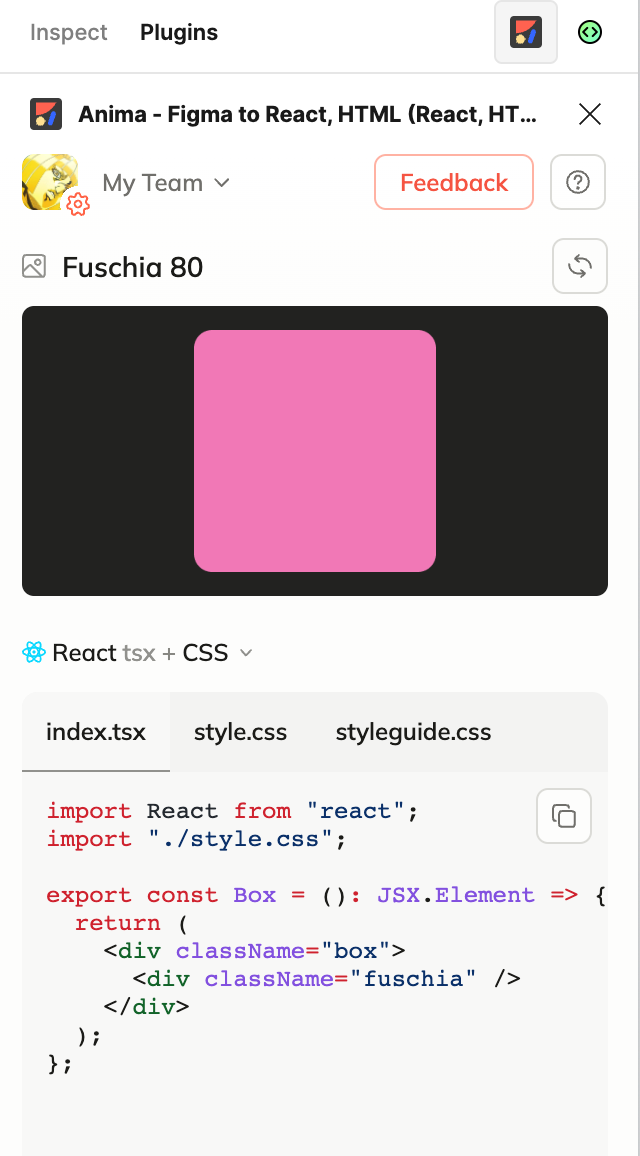 Inspect Plugins
Anima - Figma to React, HTML (React, HT...
My Team Feedback
Fuschia 80
React tsx + CSS
index.tsx style.css styleguide.css
import React from "react";
import "./style.css";
export const Box = (): JSX.Element => {
  return (
    <div className="box">
      <div className="fuschia" />
    </div>
  );
};